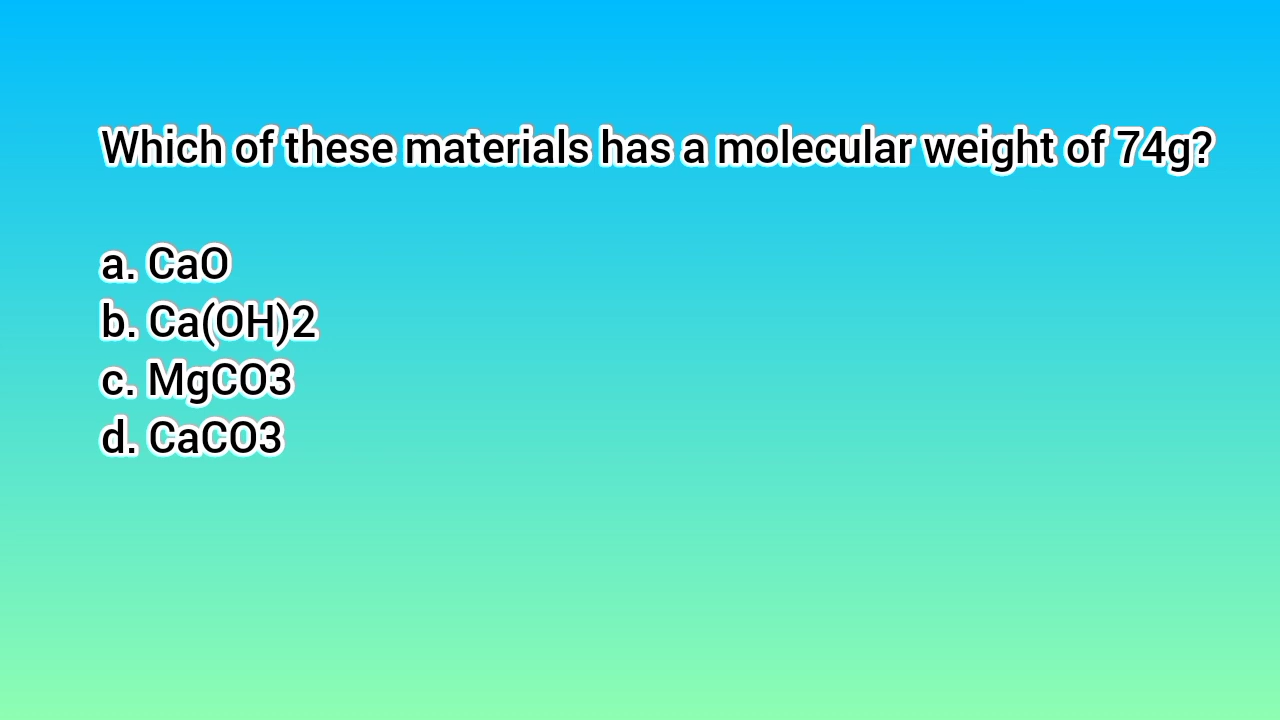 Which of these materials has a molecular weight of 74g?
a. CaO
b. Ca(OH)2
c. MgCO3
d. CaCO3